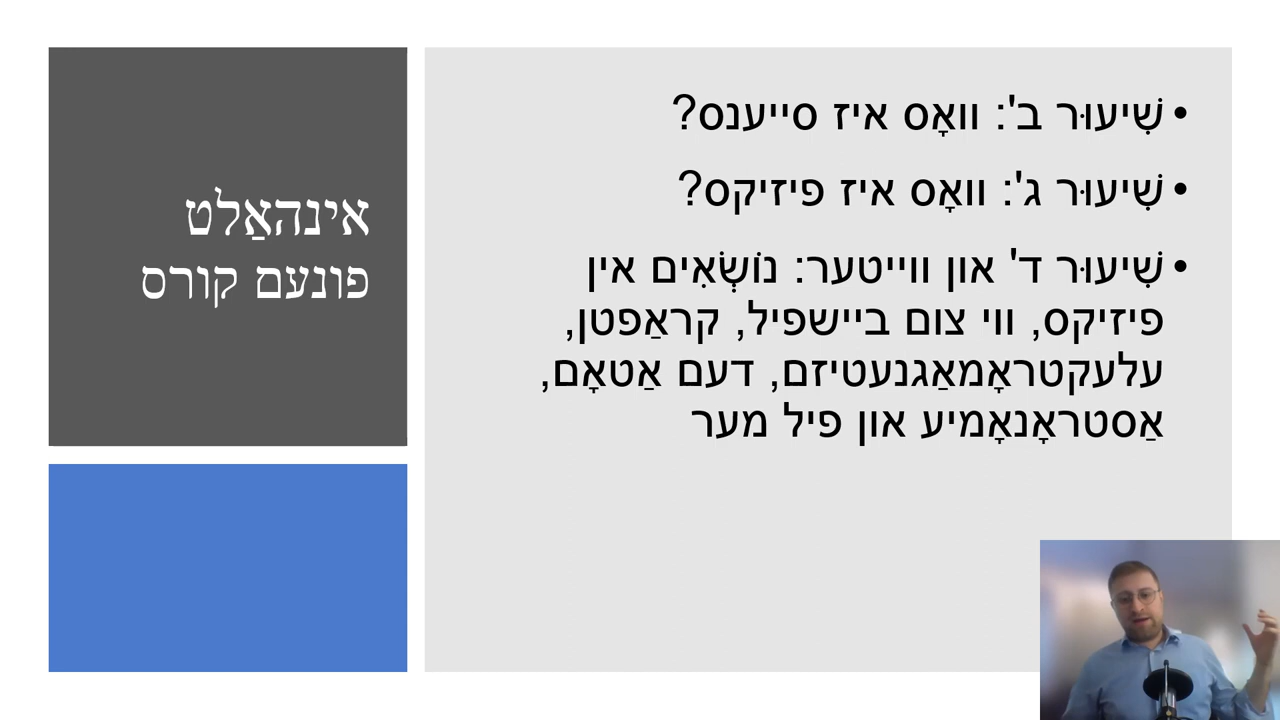 אינהאַלט
פונעם קורס
• שִׁיעוּר ב': וואָס איז סייענס?
• שִׁיעוּר ג': וואָס איז פיזיקס?
• שִׁיעוּר ד' און ווייטער: נוֹשְׂאִים אין
פיזיקס, ווי צום ביישפיל, קראַפטן,
עלעקטראָמאַגנעטיזם, דעם אַטאָם,
אַסטראָנאָמיע און פיל מער